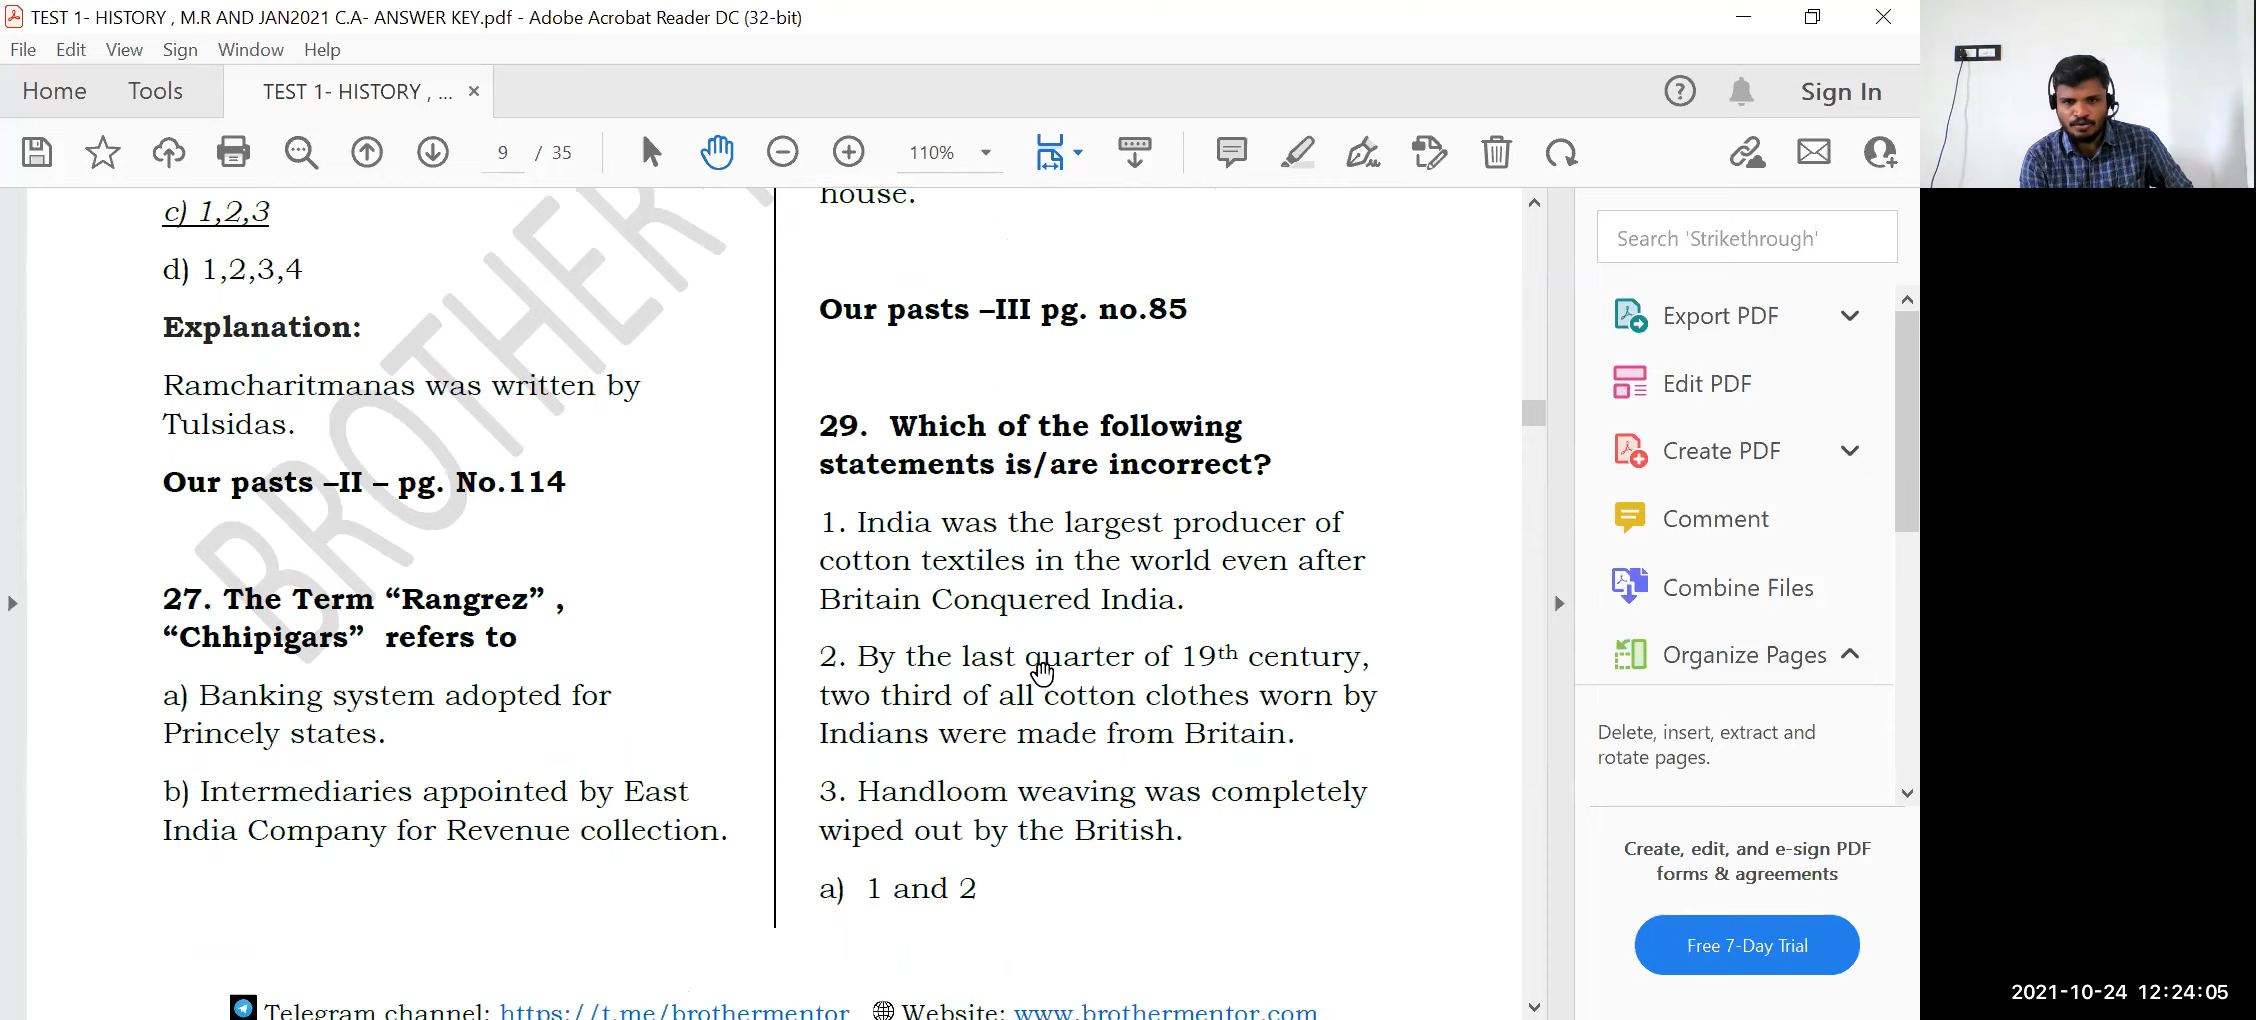 TEST 1- HISTORY , M.R AND JAN2021 C.A- ANSWER KEY.pdf - Adobe Acrobat Reader DC (32-bit)
File Edit View Sign Window Help
Home Tools TEST 1- HISTORY , ... × Sign In
9 / 35 110%
c) 1,2,3
d) 1,2,3,4
Explanation:
Ramcharitmanas was written by
Tulsidas.
Our pasts –II – pg. No.114
27. The Term “Rangrez” ,
“Chhipigars” refers to
a) Banking system adopted for
Princely states.
b) Intermediaries appointed by East
India Company for Revenue collection.
BROTHER
house.
Our pasts –III pg. no.85
29. Which of the following
statements is/are incorrect?
1. India was the largest producer of
cotton textiles in the world even after
Britain Conquered India.
2. By the last quarter of 19th century,
two third of all cotton clothes worn by
Indians were made from Britain.
3. Handloom weaving was completely
wiped out by the British.
a) 1 and 2
Telegram channel: https://t.me/brothermentor Website: www.brothermentor.com
Search 'Strikethrough'
Export PDF
Edit PDF
Create PDF
Comment
Combine Files
Organize Pages
Delete, insert, extract and
rotate pages.
Create, edit, and e-sign PDF
forms & agreements
Free 7-Day Trial
2021-10-24 12:24:05